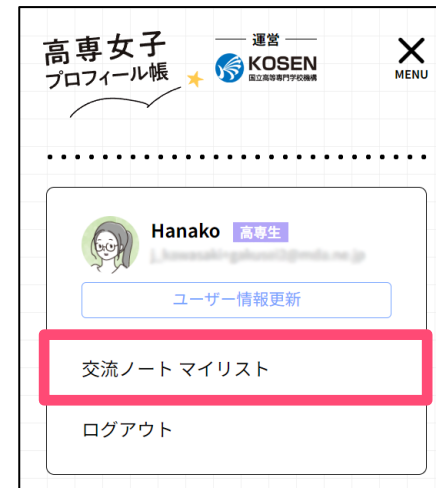 高専女子
プロフィール帳
運営
KOSEN
国立高等専門学校機構
MENU
Hanako 高専生
ユーザー情報更新
交流ノート マイリスト
ログアウト